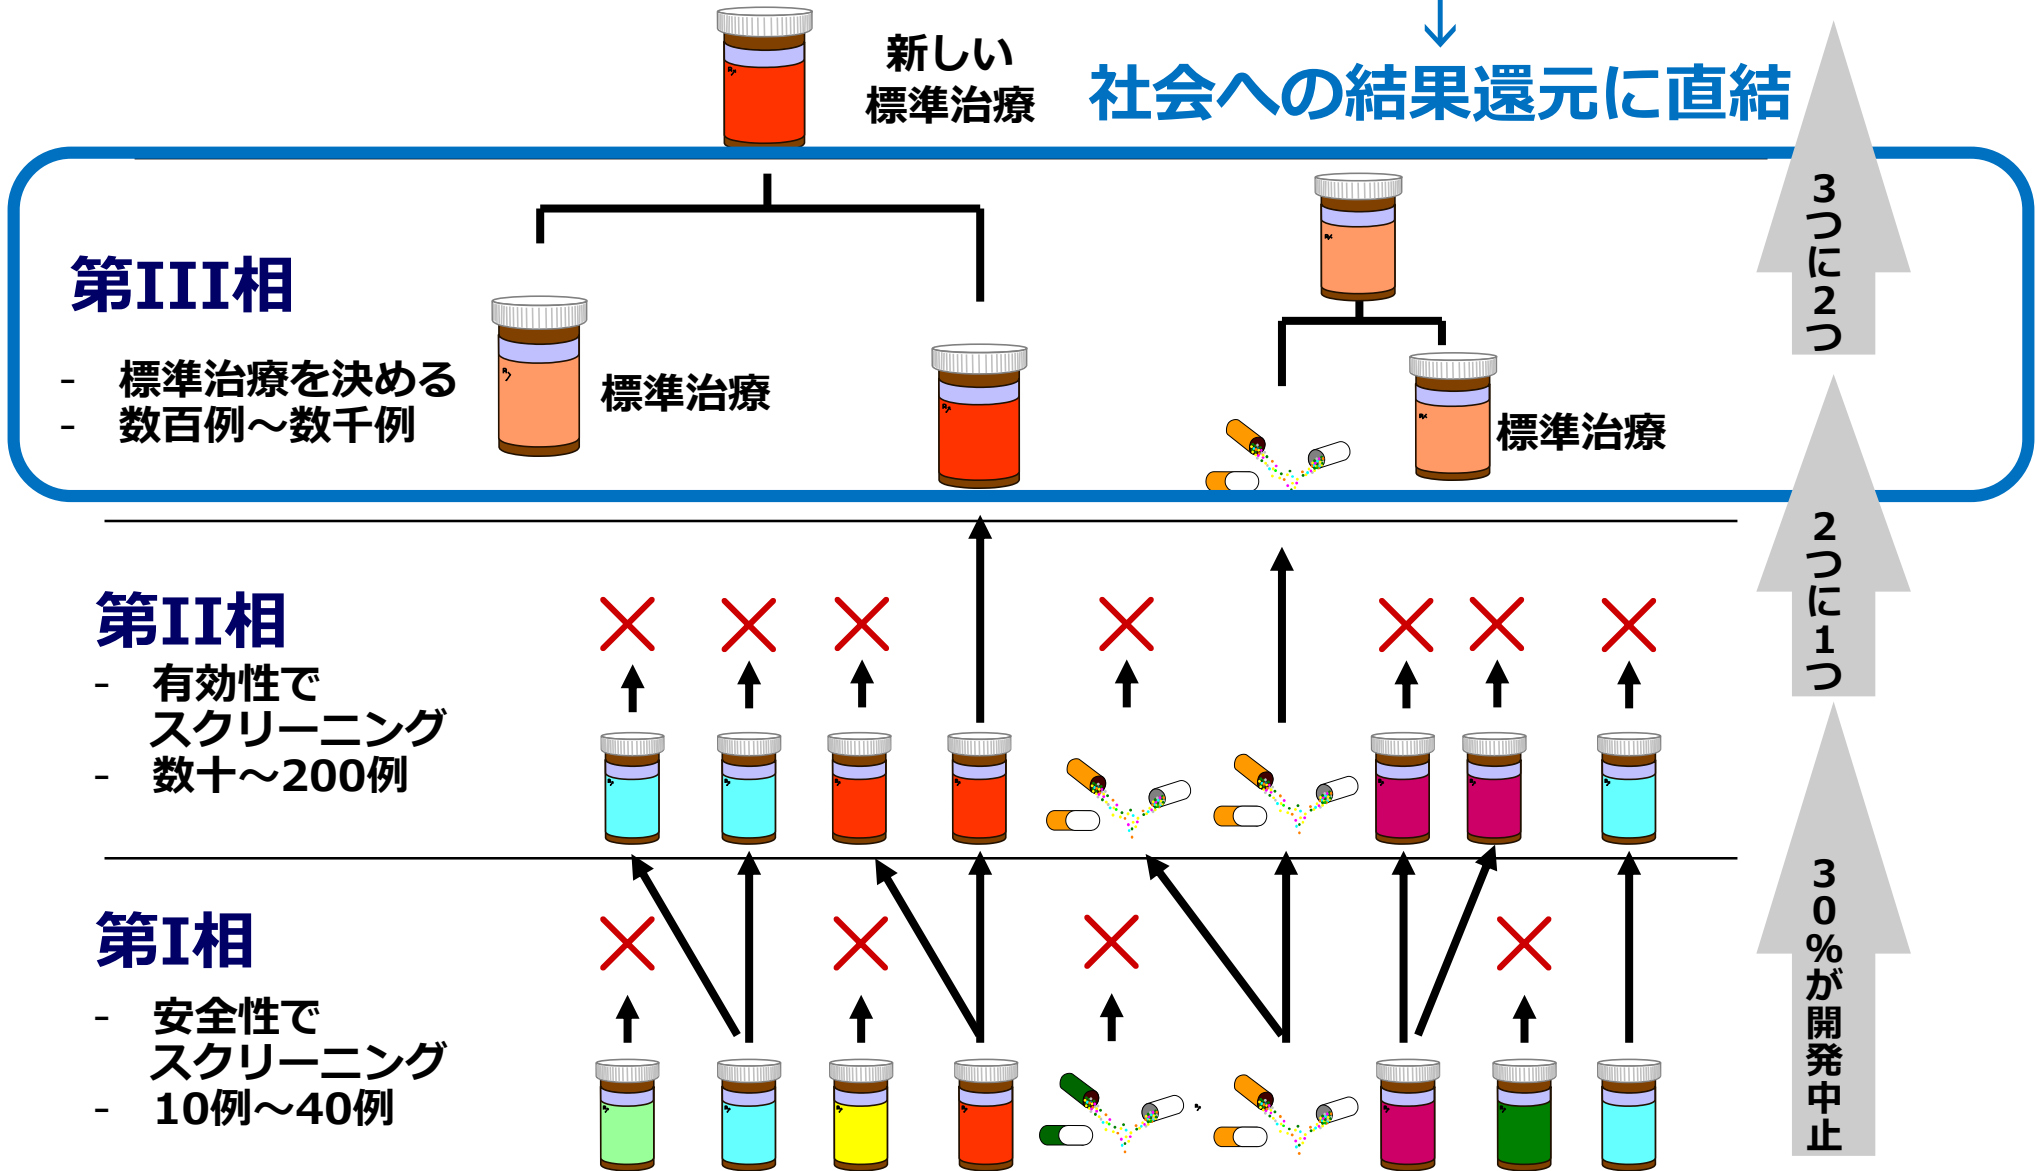 ↓
新しい
標準治療
社会への結果還元に直結
第III相
- 標準治療を決める
- 数百例～数千例
標準治療
標準治療
3つに2つ
第II相
- 有効性で
スクリーニング
- 数十～200例
2つに1つ
第I相
- 安全性で
スクリーニング
- 10例～40例
30%が開発中止